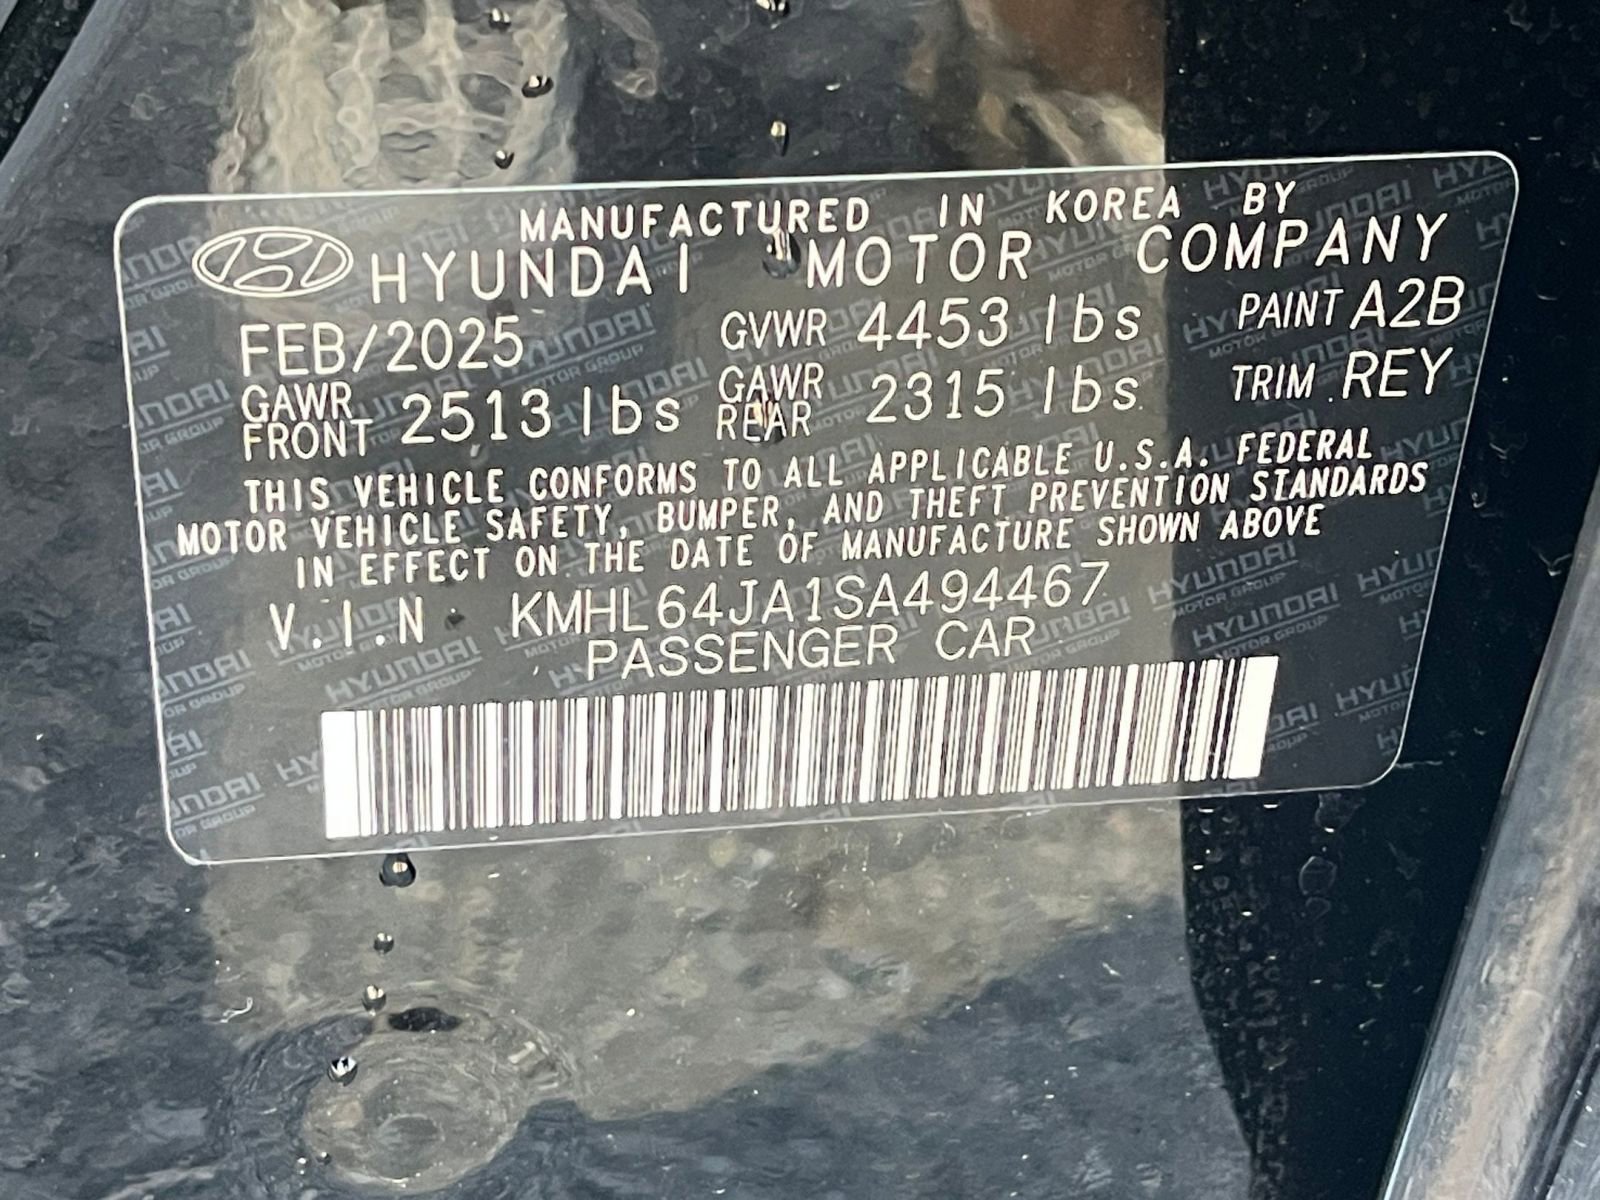 MANUFACTURED IN KOREA BY
HYUNDAI MOTOR COMPANY
FEB/2025 GVWR 4453 lbs PAINT A2B
GAWR FRONT 2513 lbs GAWR REAR 2315 lbs TRIM REY
THIS VEHICLE CONFORMS TO ALL APPLICABLE U.S.A. FEDERAL
MOTOR VEHICLE SAFETY, BUMPER, AND THEFT PREVENTION STANDARDS
IN EFFECT ON THE DATE OF MANUFACTURE SHOWN ABOVE
V.I.N KMHL64JA1SA494467
PASSENGER CAR